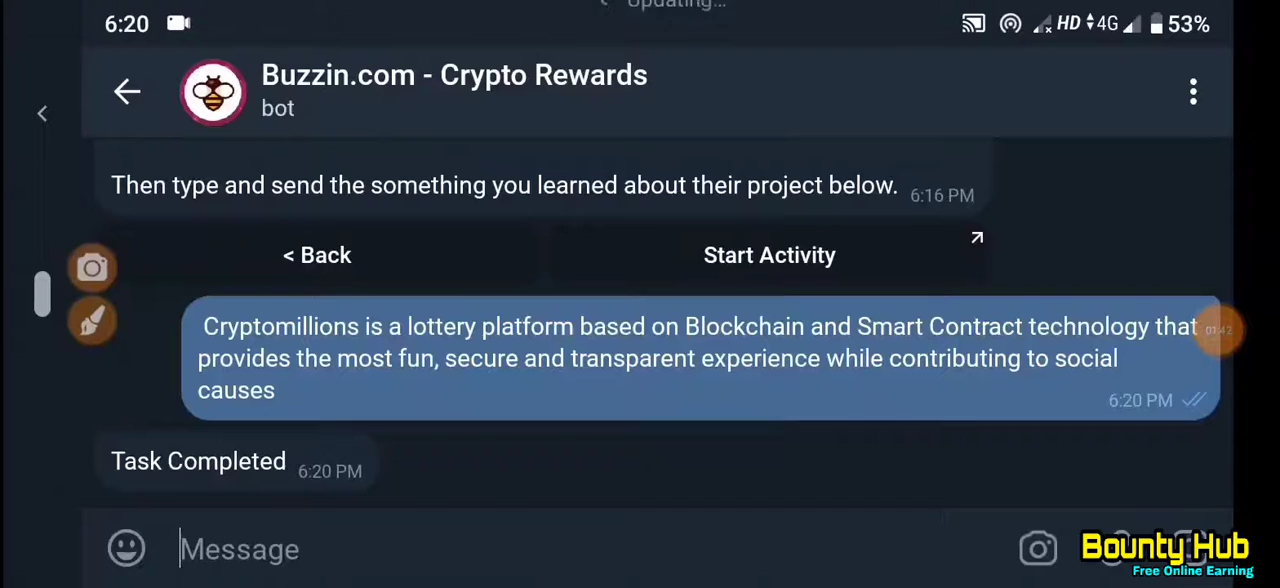 Updating...
6:20 HD 4G 53%
Buzzin.com - Crypto Rewards
bot
Then type and send the something you learned about their project below. 6:16 PM
< Back Start Activity
Cryptomillions is a lottery platform based on Blockchain and Smart Contract technology that
provides the most fun, secure and transparent experience while contributing to social
causes
6:20 PM
01:42
Task Completed 6:20 PM
Message
Bounty Hub
Free Online Earning